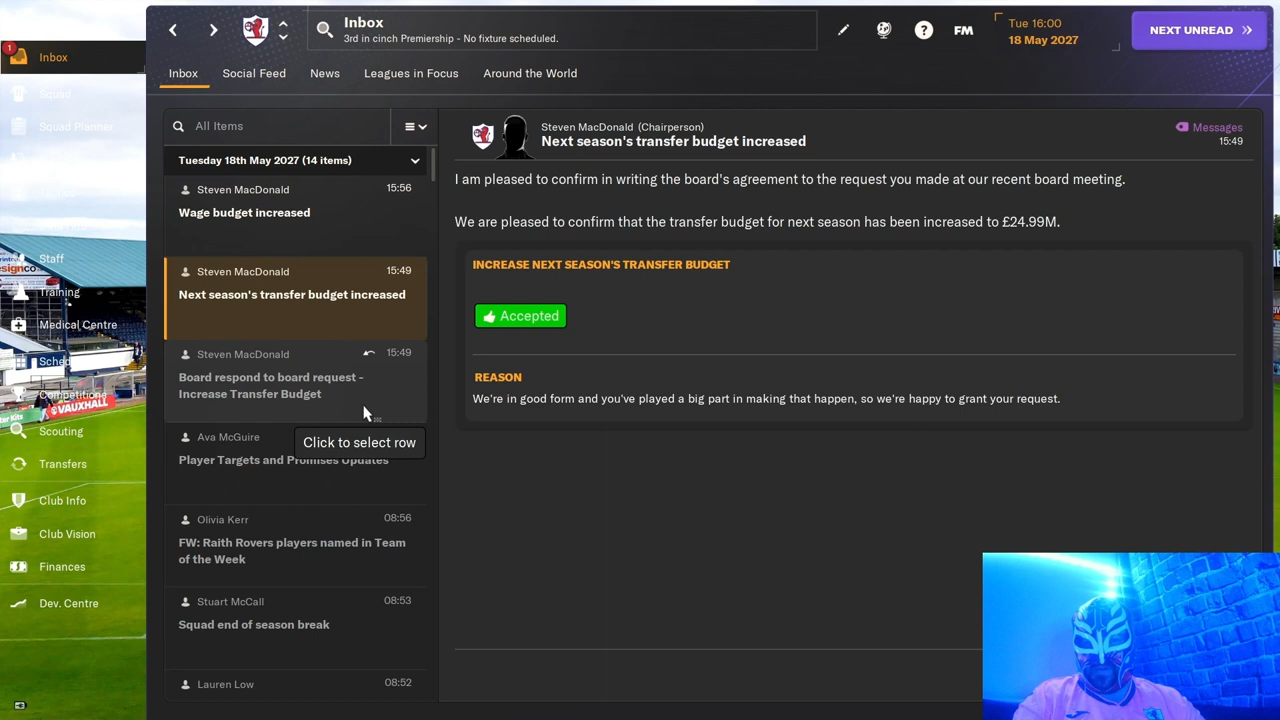 Inbox
3rd in cinch Premiership - No fixture scheduled.
FM
Tue 16:00
18 May 2027
NEXT UNREAD
1
Inbox
Squad
Squad Planner
Staff
Training
Medical Centre
Sched
Competitions
Scouting
Transfers
Club Info
Club Vision
Finances
Dev. Centre
VAUXHALL
Inbox
Social Feed
News
Leagues in Focus
Around the World
All Items
Tuesday 18th May 2027 (14 items)
Steven MacDonald
15:56
Wage budget increased
Steven MacDonald
15:49
Next season's transfer budget increased
Steven MacDonald
15:49
Board respond to board request -
Increase Transfer Budget
Ava McGuire
Click to select row
Player Targets and Promises Updates
Olivia Kerr
08:56
FW: Raith Rovers players named in Team
of the Week
Stuart McCall
08:53
Squad end of season break
Lauren Low
08:52
Steven MacDonald (Chairperson)
Next season's transfer budget increased
Messages
15:49
I am pleased to confirm in writing the board's agreement to the request you made at our recent board meeting.
We are pleased to confirm that the transfer budget for next season has been increased to £24.99M.
INCREASE NEXT SEASON'S TRANSFER BUDGET
Accepted
REASON
We're in good form and you've played a big part in making that happen, so we're happy to grant your request.